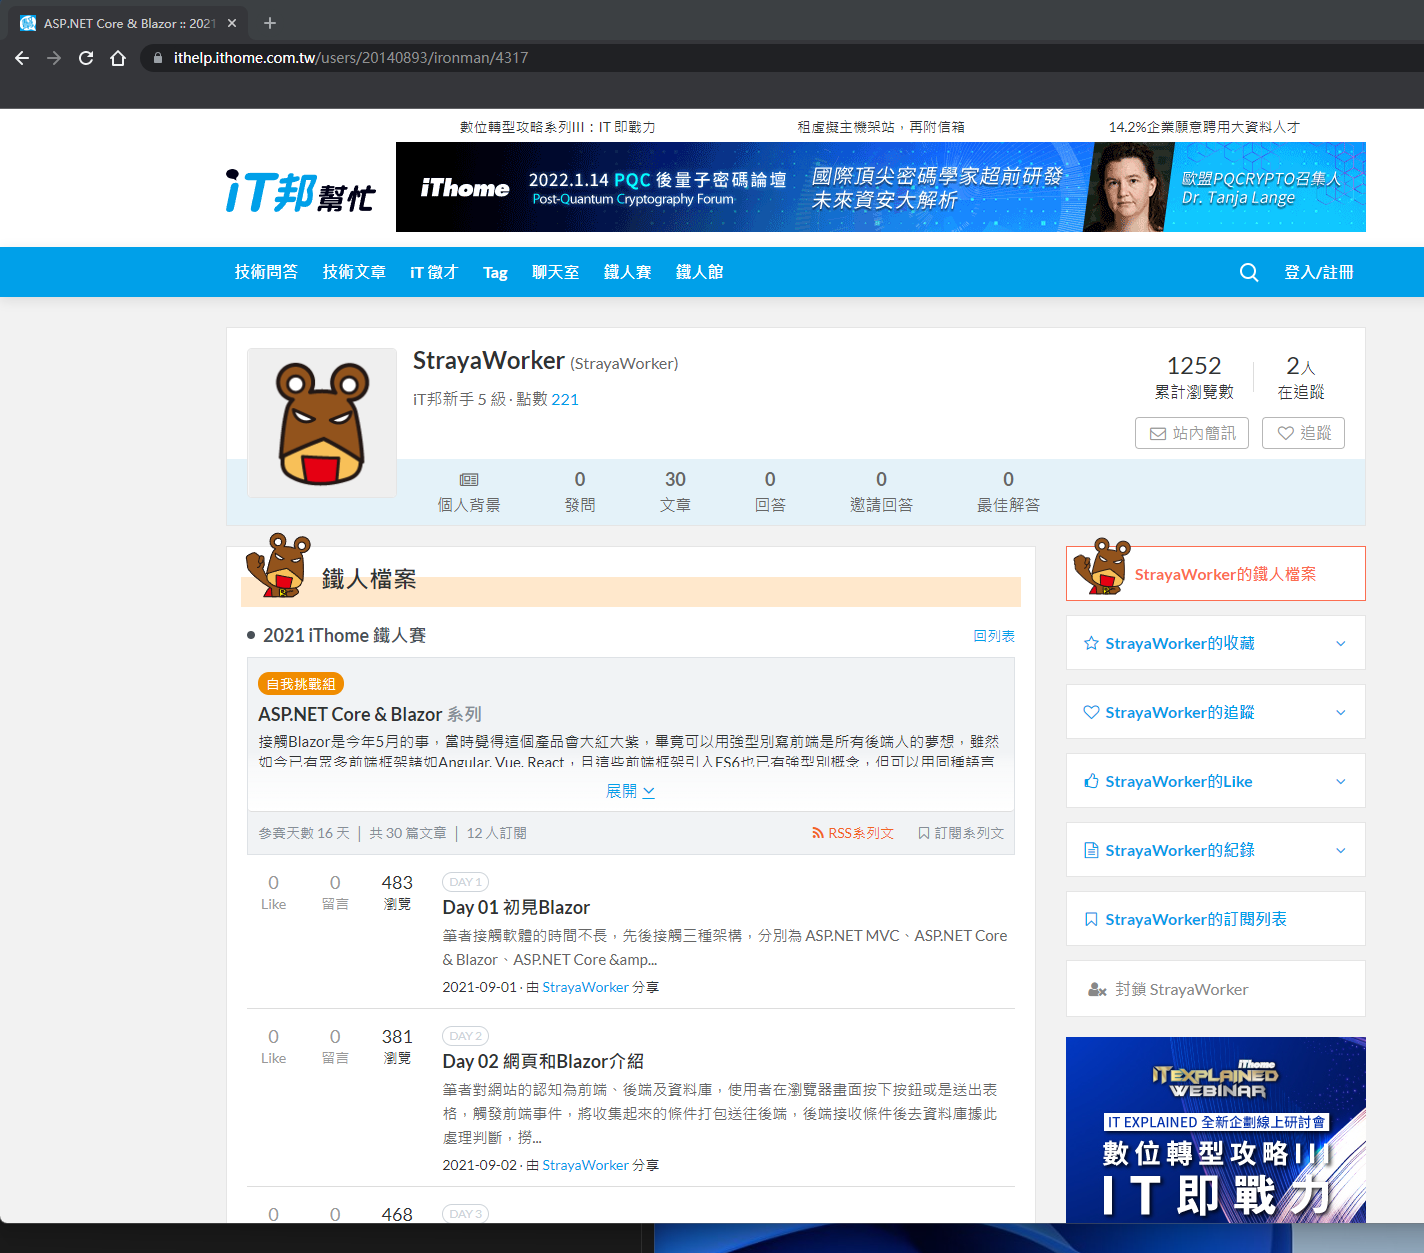 ASP.NET Core & Blazor :: 2021
ithelp.ithome.com.tw/users/20140893/ironman/4317
數位轉型攻略系列III：IT 即戰力
租虛擬主機架站，再附信箱
14.2%企業願意聘用大資料人才
iT邦幫忙
iThome
2022.1.14 PQC 後量子密碼論壇
Post-Quantum Cryptography Forum
國際頂尖密碼學家超前研發
未來資安大解析
歐盟PQCRYPTO召集人
Dr. Tanja Lange
技術問答 技術文章 iT 徵才 Tag 聊天室 鐵人賽 鐵人館 登入/註冊
StrayaWorker (StrayaWorker)
iT邦新手 5 級 · 點數 221
1252
累計瀏覽數
2人
在追蹤
站內簡訊
追蹤
個人背景
0
發問
30
文章
0
回答
0
邀請回答
0
最佳解答
鐵人檔案
2021 iThome 鐵人賽
回列表
自我挑戰組
ASP.NET Core & Blazor 系列
接觸Blazor是今年5月的事，當時覺得這個產品會大紅大紫，畢竟可以用強型別寫前端是所有後端人的夢想，雖然
如今已有眾多前端框架諸如Angular, Vue, React，且這些前端框架引入ES6也已有強型別概念，但可以用同種語言
展開
參賽天數 16 天 | 共 30 篇文章 | 12 人訂閱
RSS系列文
訂閱系列文
0 0 483
Like 留言 瀏覽
DAY 1
Day 01 初見Blazor
筆者接觸軟體的時間不長，先後接觸三種架構，分別為 ASP.NET MVC、ASP.NET Core
& Blazor、ASP.NET Core &amp...
2021-09-01 · 由 StrayaWorker 分享
0 0 381
Like 留言 瀏覽
DAY 2
Day 02 網頁和Blazor介紹
筆者對網站的認知為前端、後端及資料庫，使用者在瀏覽器畫面按下按鈕或是送出表
格，觸發前端事件，將收集起來的條件打包送往後端，後端接收條件後去資料庫據此
處理判斷，撈...
2021-09-02 · 由 StrayaWorker 分享
0 0 468
DAY 3
StrayaWorker的鐵人檔案
StrayaWorker的收藏
StrayaWorker的追蹤
StrayaWorker的Like
StrayaWorker的紀錄
StrayaWorker的訂閱列表
封鎖 StrayaWorker
iThome
iT EXPLAINED
WEBINAR
IT EXPLAINED 全新企劃線上研討會
數位轉型攻略III
IT即戰力